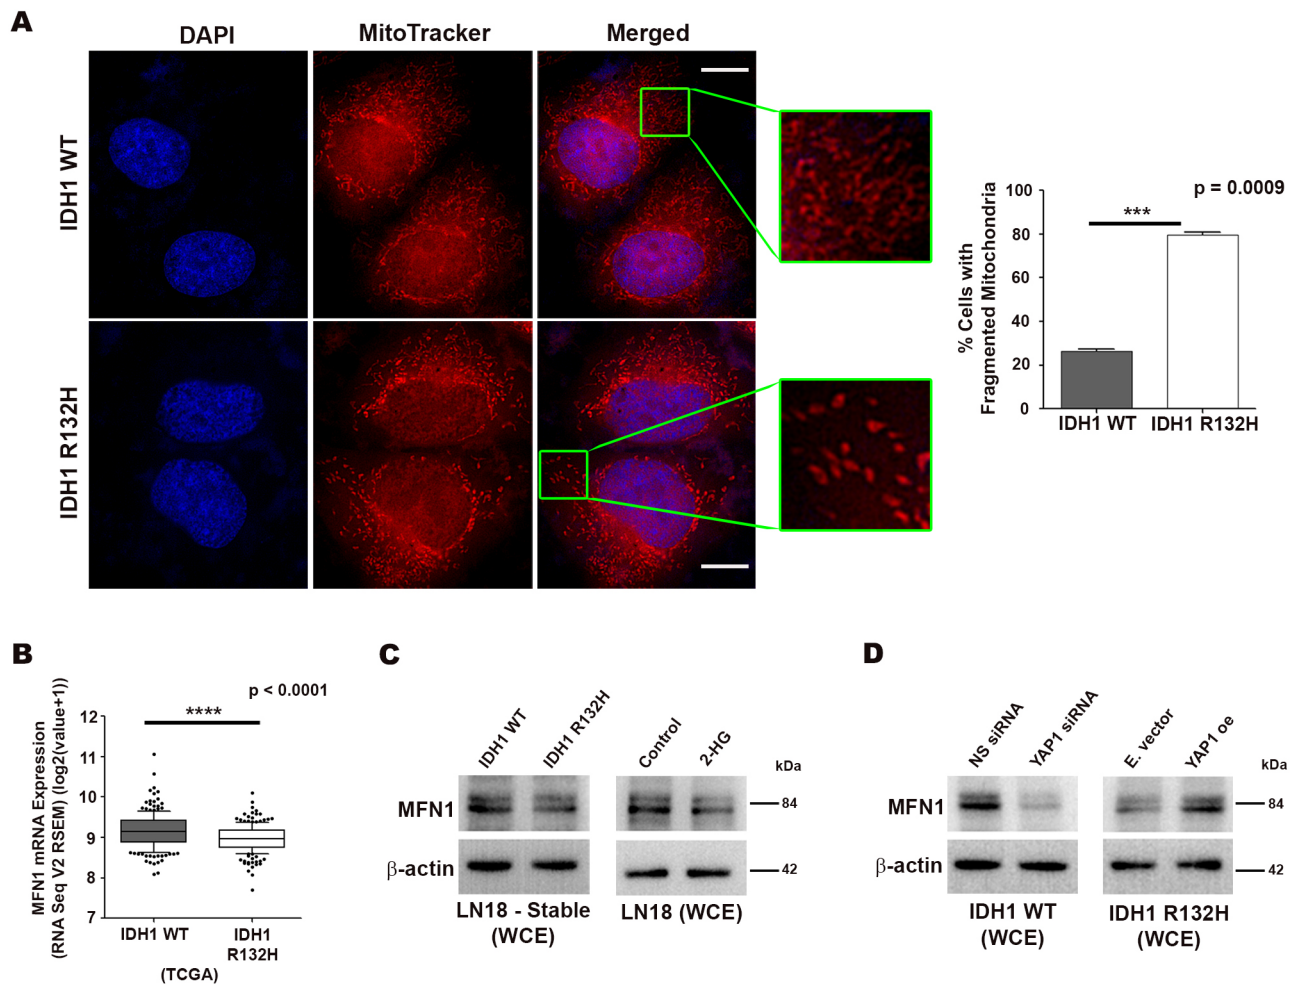 A
DAPI
MitoTracker
Merged
IDH1 WT
IDH1 R132H
p = 0.0009
***
% Cells with
Fragmented Mitochondria
100
80
60
40
20
0
IDH1 WT
IDH1 R132H
B
p < 0.0001
****
MFN1 mRNA Expression
(RNA Seq V2 RSEM) (log2(value+1))
12
11
10
9
8
7
IDH1 WT
IDH1
R132H
(TCGA)
C
IDH1 WT
IDH1 R132H
Control
2-HG
kDa
MFN1
84
β-actin
42
LN18 - Stable
(WCE)
LN18 (WCE)
D
NS siRNA
YAP1 siRNA
E. vector
YAP1 oe
kDa
MFN1
84
β-actin
42
IDH1 WT
(WCE)
IDH1 R132H
(WCE)